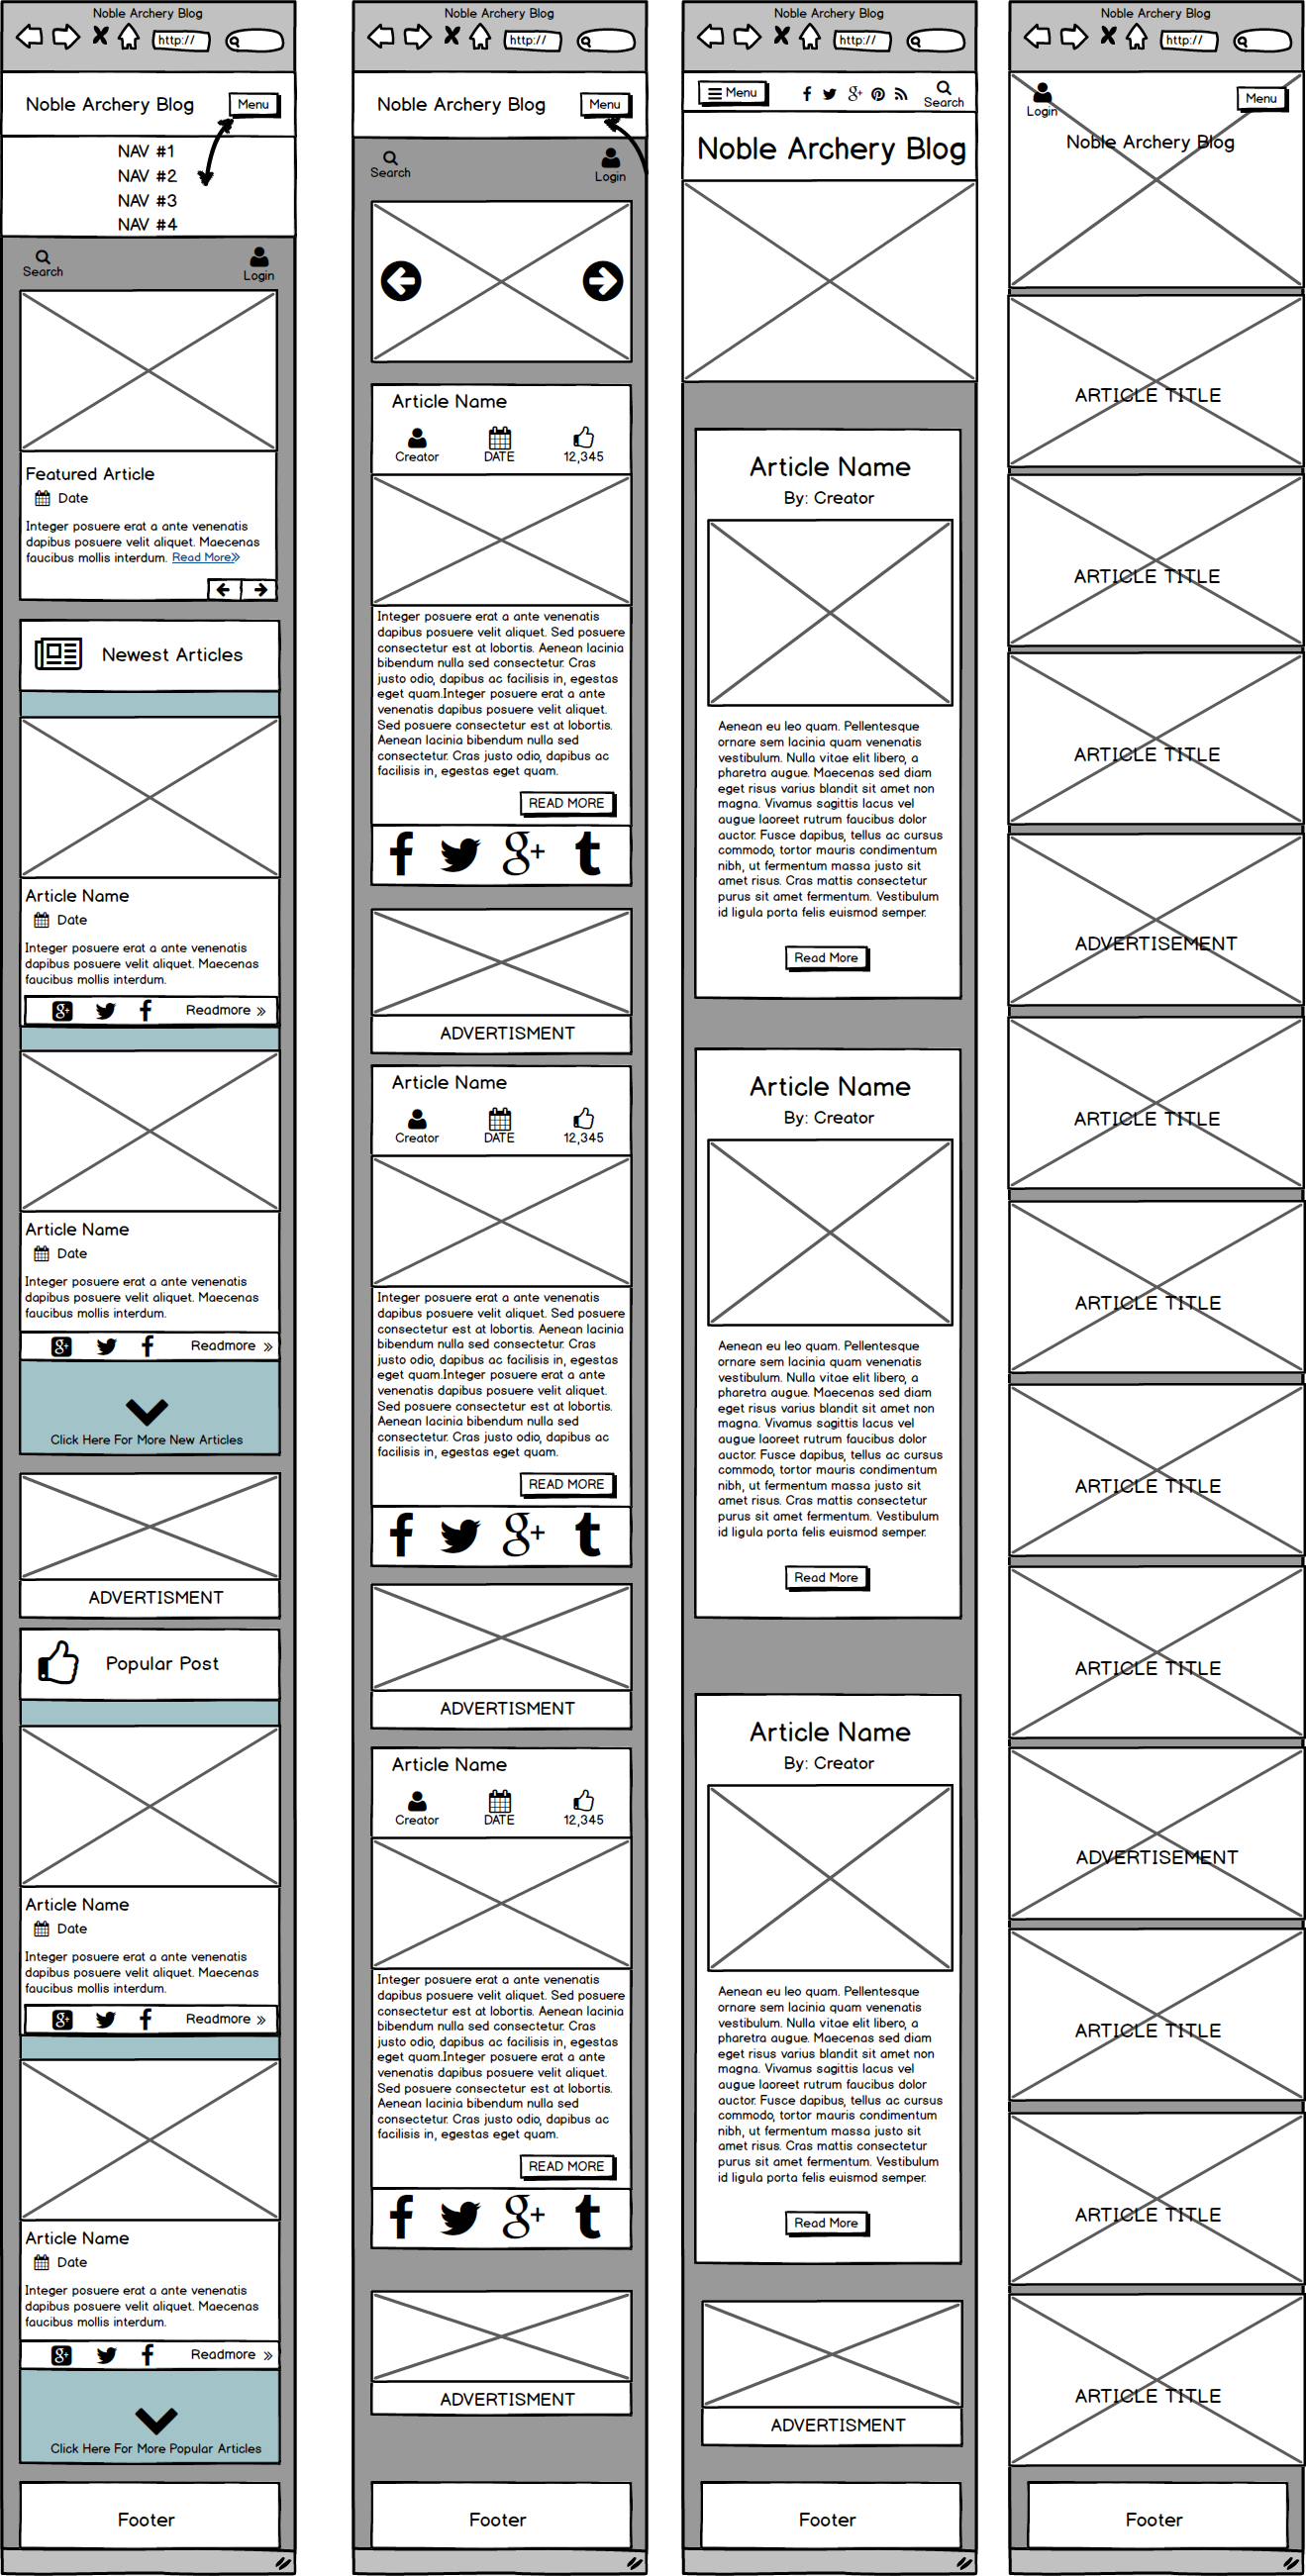 Noble Archery Blog
http://
Noble Archery Blog
Menu
NAV #1
NAV #2
NAV #3
NAV #4
Search
Login
Featured Article
Date
Integer posuere erat a ante venenatis
dapibus posuere velit aliquet. Maecenas
faucibus mollis interdum. Read More»
Newest Articles
Article Name
Date
Integer posuere erat a ante venenatis
dapibus posuere velit aliquet. Maecenas
faucibus mollis interdum.
g+ Readmore »
Article Name
Date
Integer posuere erat a ante venenatis
dapibus posuere velit aliquet. Maecenas
faucibus mollis interdum.
g+ Readmore »
Click Here For More New Articles
ADVERTISMENT
Popular Post
Article Name
Date
Integer posuere erat a ante venenatis
dapibus posuere velit aliquet. Maecenas
faucibus mollis interdum.
g+ Readmore »
Article Name
Date
Integer posuere erat a ante venenatis
dapibus posuere velit aliquet. Maecenas
faucibus mollis interdum.
g+ Readmore »
Click Here For More Popular Articles
Footer
Noble Archery Blog
http://
Noble Archery Blog
Menu
Search
Login
Article Name
Creator DATE 12,345
Integer posuere erat a ante venenatis
dapibus posuere velit aliquet. Sed posuere
consectetur est at lobortis. Aenean lacinia
bibendum nulla sed consectetur. Cras
justo odio, dapibus ac facilisis in, egestas
eget quam.Integer posuere erat a ante
venenatis dapibus posuere velit aliquet.
Sed posuere consectetur est at lobortis.
Aenean lacinia bibendum nulla sed
consectetur. Cras justo odio, dapibus ac
facilisis in, egestas eget quam.
READ MORE
f g+ t
ADVERTISMENT
Article Name
Creator DATE 12,345
Integer posuere erat a ante venenatis
dapibus posuere velit aliquet. Sed posuere
consectetur est at lobortis. Aenean lacinia
bibendum nulla sed consectetur. Cras
justo odio, dapibus ac facilisis in, egestas
eget quam.Integer posuere erat a ante
venenatis dapibus posuere velit aliquet.
Sed posuere consectetur est at lobortis.
Aenean lacinia bibendum nulla sed
consectetur. Cras justo odio, dapibus ac
facilisis in, egestas eget quam.
READ MORE
f g+ t
ADVERTISMENT
Article Name
Creator DATE 12,345
Integer posuere erat a ante venenatis
dapibus posuere velit aliquet. Sed posuere
consectetur est at lobortis. Aenean lacinia
bibendum nulla sed consectetur. Cras
justo odio, dapibus ac facilisis in, egestas
eget quam.Integer posuere erat a ante
venenatis dapibus posuere velit aliquet.
Sed posuere consectetur est at lobortis.
Aenean lacinia bibendum nulla sed
consectetur. Cras justo odio, dapibus ac
facilisis in, egestas eget quam.
READ MORE
f g+ t
ADVERTISMENT
Footer
Noble Archery Blog
http://
Menu
Search
Noble Archery Blog
Article Name
By: Creator
Aenean eu leo quam. Pellentesque
ornare sem lacinia quam venenatis
vestibulum. Nulla vitae elit libero, a
pharetra augue. Maecenas sed diam
eget risus varius blandit sit amet non
magna. Vivamus sagittis lacus vel
augue laoreet rutrum faucibus dolor
auctor. Fusce dapibus, tellus ac cursus
commodo, tortor mauris condimentum
nibh, ut fermentum massa justo sit
amet risus. Cras mattis consectetur
purus sit amet fermentum. Vestibulum
id ligula porta felis euismod semper.
Read More
Article Name
By: Creator
Aenean eu leo quam. Pellentesque
ornare sem lacinia quam venenatis
vestibulum. Nulla vitae elit libero, a
pharetra augue. Maecenas sed diam
eget risus varius blandit sit amet non
magna. Vivamus sagittis lacus vel
augue laoreet rutrum faucibus dolor
auctor. Fusce dapibus, tellus ac cursus
commodo, tortor mauris condimentum
nibh, ut fermentum massa justo sit
amet risus. Cras mattis consectetur
purus sit amet fermentum. Vestibulum
id ligula porta felis euismod semper.
Read More
Article Name
By: Creator
Aenean eu leo quam. Pellentesque
ornare sem lacinia quam venenatis
vestibulum. Nulla vitae elit libero, a
pharetra augue. Maecenas sed diam
eget risus varius blandit sit amet non
magna. Vivamus sagittis lacus vel
augue laoreet rutrum faucibus dolor
auctor. Fusce dapibus, tellus ac cursus
commodo, tortor mauris condimentum
nibh, ut fermentum massa justo sit
amet risus. Cras mattis consectetur
purus sit amet fermentum. Vestibulum
id ligula porta felis euismod semper.
Read More
ADVERTISMENT
Footer
Noble Archery Blog
http://
Login
Menu
Noble Archery Blog
ARTICLE TITLE
ARTICLE TITLE
ARTICLE TITLE
ADVERTISEMENT
ARTICLE TITLE
ARTICLE TITLE
ARTICLE TITLE
ARTICLE TITLE
ADVERTISEMENT
ARTICLE TITLE
ARTICLE TITLE
ARTICLE TITLE
Footer